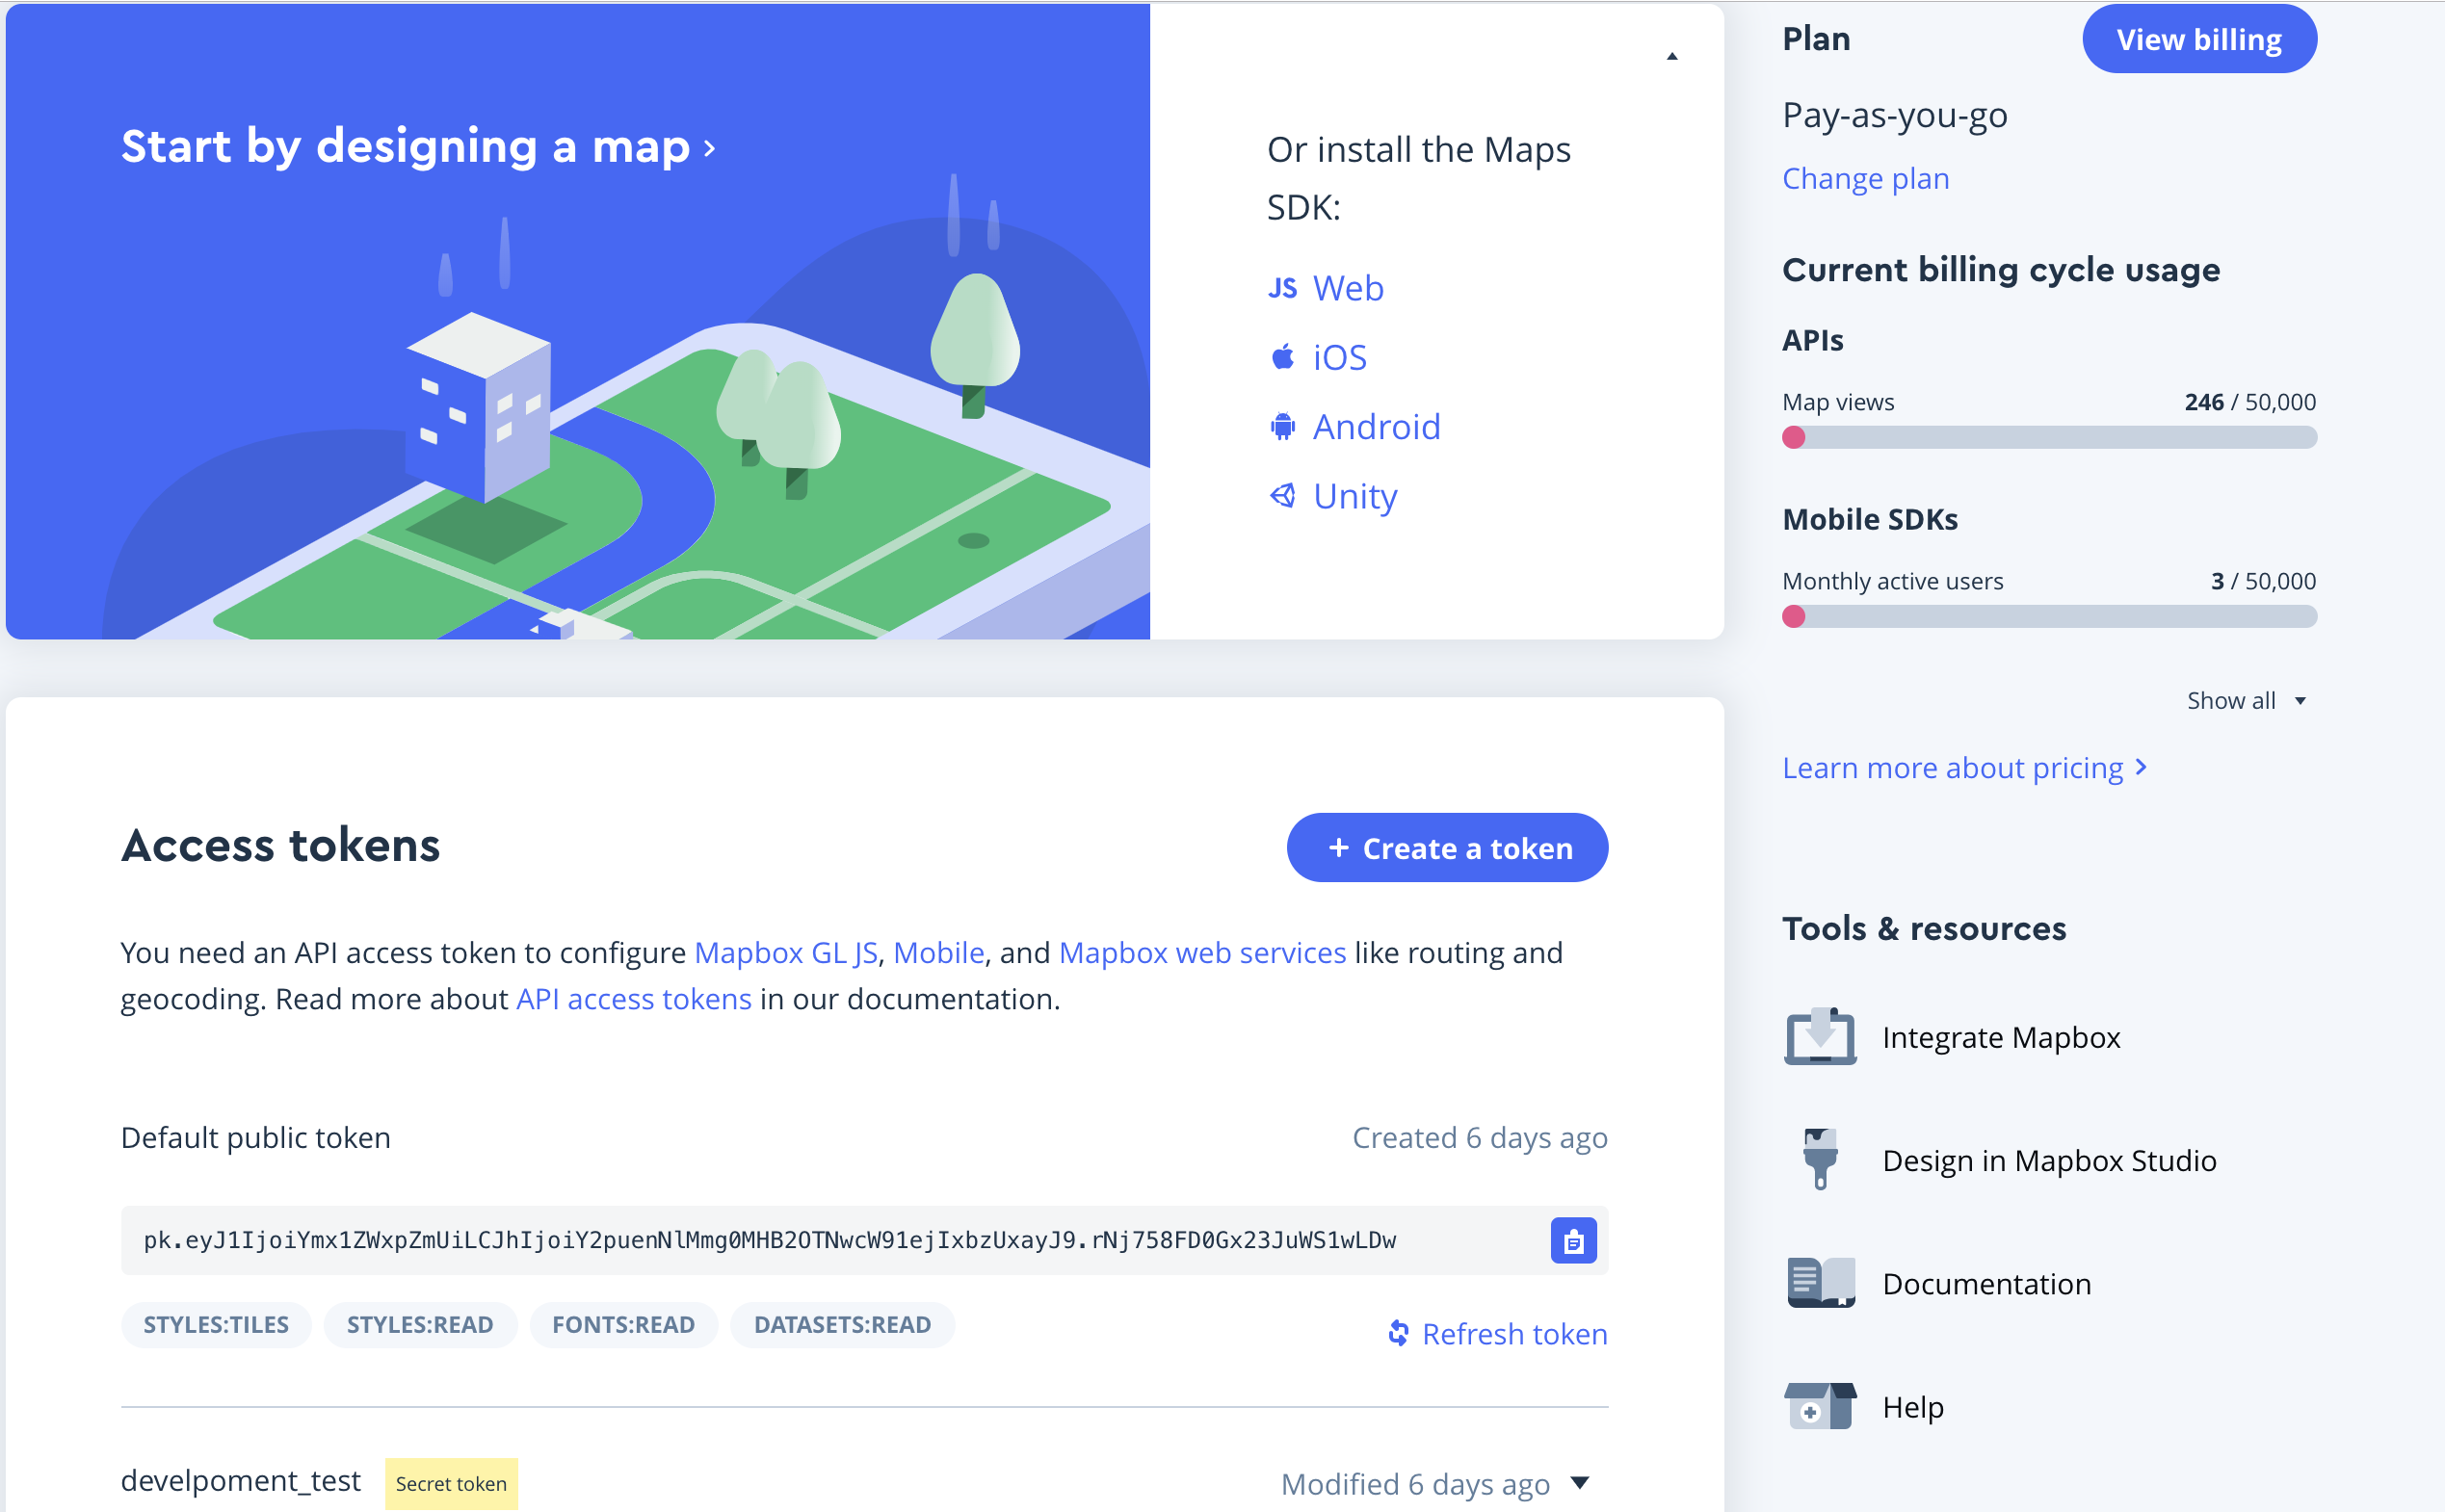 Start by designing a map ›
Or install the Maps
SDK:
JS Web
iOS
Android
Unity
Access tokens
+ Create a token
You need an API access token to configure Mapbox GL JS, Mobile, and Mapbox web services like routing and
geocoding. Read more about API access tokens in our documentation.
Default public token
Created 6 days ago
pk.eyJ1IjoiYmx1ZWxpZmUiLCJhIjoiY2puenNlMmg0MHB2OTNwcW91ejIxbzUxayJ9.rNj758FD0Gx23JuWS1wLDw
STYLES:TILES STYLES:READ FONTS:READ DATASETS:READ
Refresh token
develpoment_test Secret token
Modified 6 days ago
Plan
View billing
Pay-as-you-go
Change plan
Current billing cycle usage
APIs
Map views 246 / 50,000
Mobile SDKs
Monthly active users 3 / 50,000
Show all
Learn more about pricing ›
Tools & resources
Integrate Mapbox
Design in Mapbox Studio
Documentation
Help